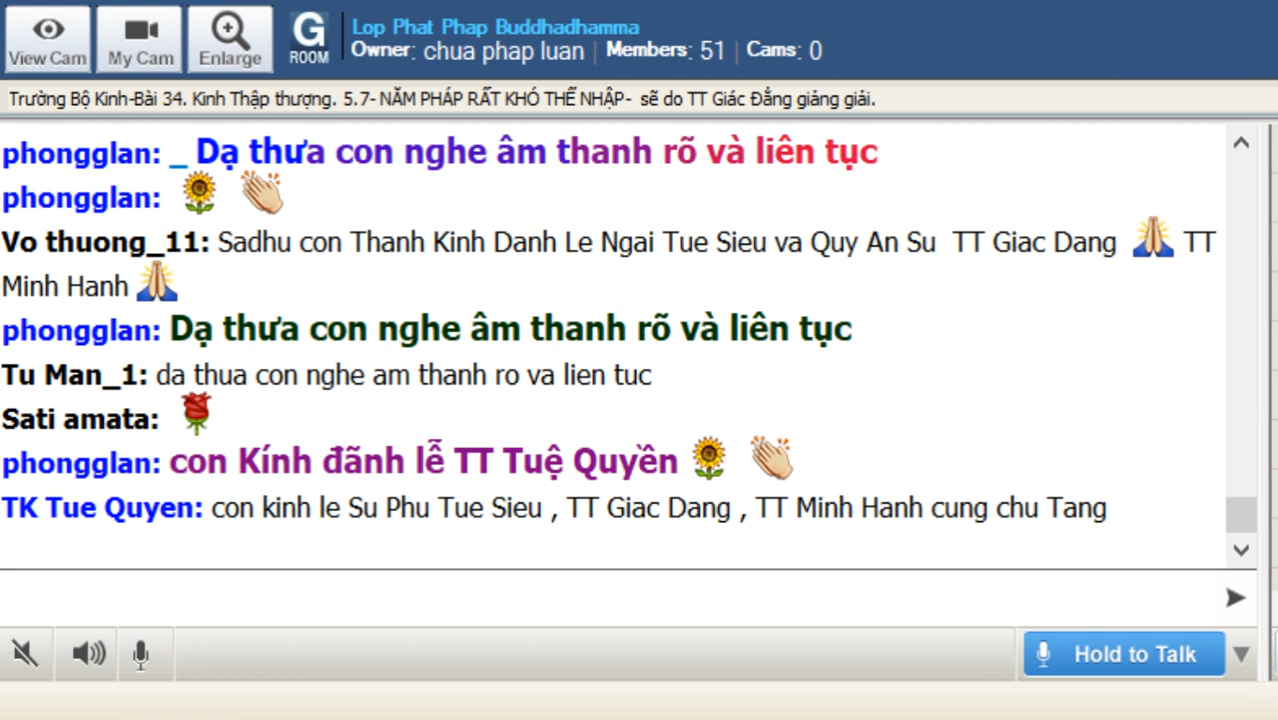 View Cam
My Cam
Enlarge
G
ROOM
Lop Phat Phap Buddhadhamma
Owner: chua phap luan | Members: 51 | Cams: 0
Trường Bộ Kinh-Bài 34. Kinh Thập thượng. 5.7- NĂM PHÁP RẤT KHÓ THỂ NHẬP- sẽ do TT Giác Đẳng giảng giải.
phongglan: _ Dạ thưa con nghe âm thanh rõ và liên tục
phongglan:
Vo thuong_11: Sadhu con Thanh Kinh Danh Le Ngai Tue Sieu va Quy An Su TT Giac Dang TT
Minh Hanh
phongglan: Dạ thưa con nghe âm thanh rõ và liên tục
Tu Man_1: da thua con nghe am thanh ro va lien tuc
Sati amata:
phongglan: con Kính đãnh lễ TT Tuệ Quyền
TK Tue Quyen: con kinh le Su Phu Tue Sieu , TT Giac Dang , TT Minh Hanh cung chu Tang
Hold to Talk